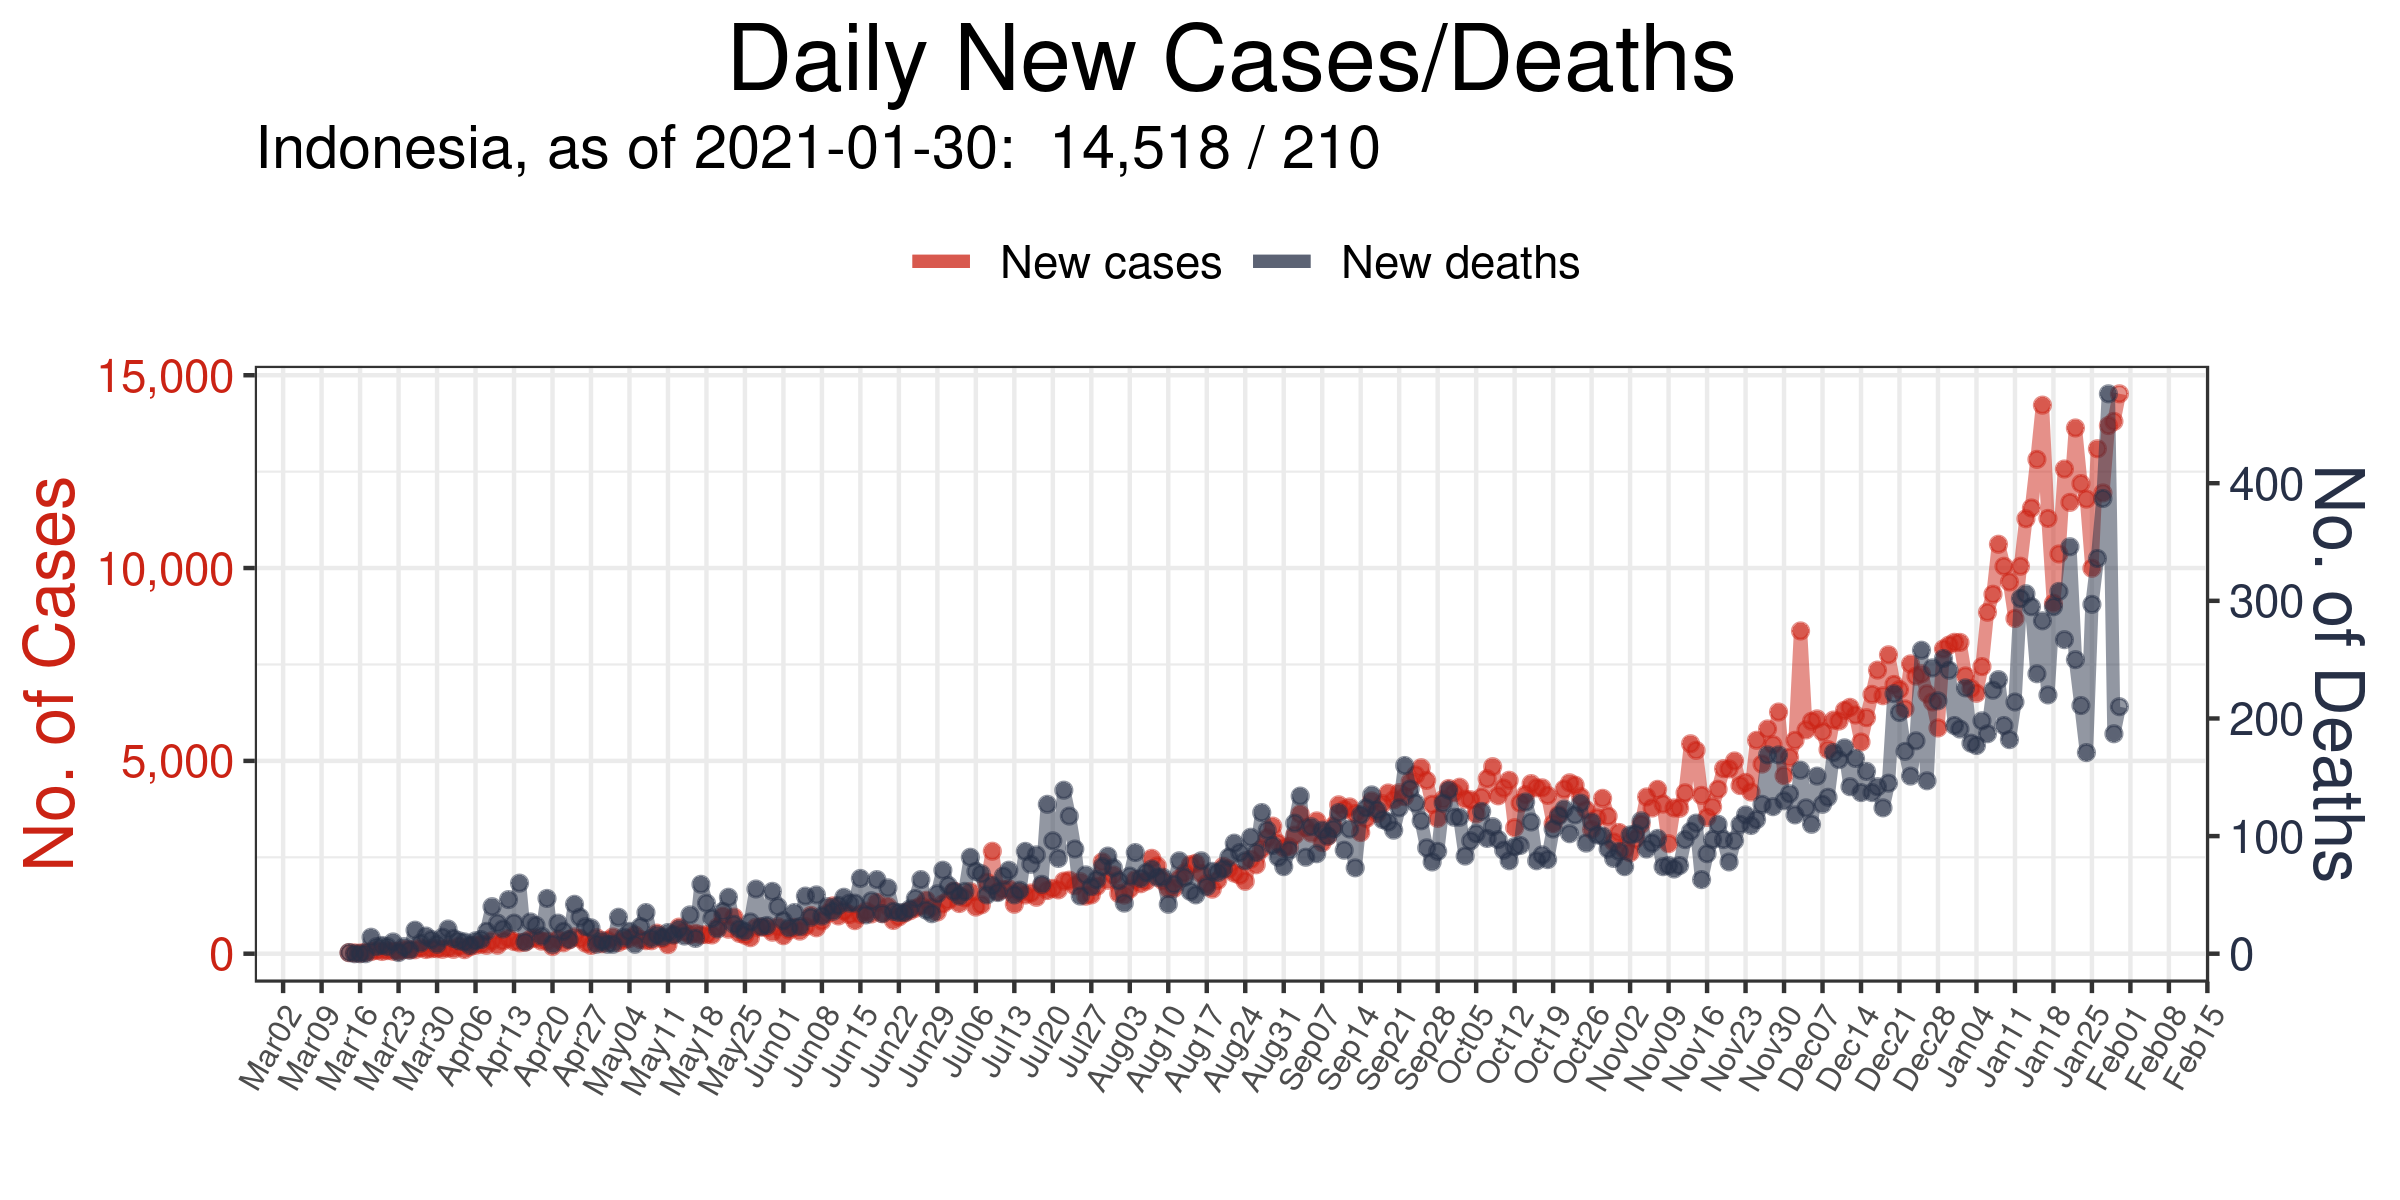 Daily New Cases/Deaths
Indonesia, as of 2021-01-30:  14,518 / 210
New cases
New deaths
No. of Cases
15,000
10,000
5,000
0
400
300
200
100
0
No. of Deaths
Mar02
Mar09
Mar16
Mar23
Mar30
Apr06
Apr13
Apr20
Apr27
May04
May11
May18
May25
Jun01
Jun08
Jun15
Jun22
Jun29
Jul06
Jul13
Jul20
Jul27
Aug03
Aug10
Aug17
Aug24
Aug31
Sep07
Sep14
Sep21
Sep28
Oct05
Oct12
Oct19
Oct26
Nov02
Nov09
Nov16
Nov23
Nov30
Dec07
Dec14
Dec21
Dec28
Jan04
Jan11
Jan18
Jan25
Feb01
Feb08
Feb15